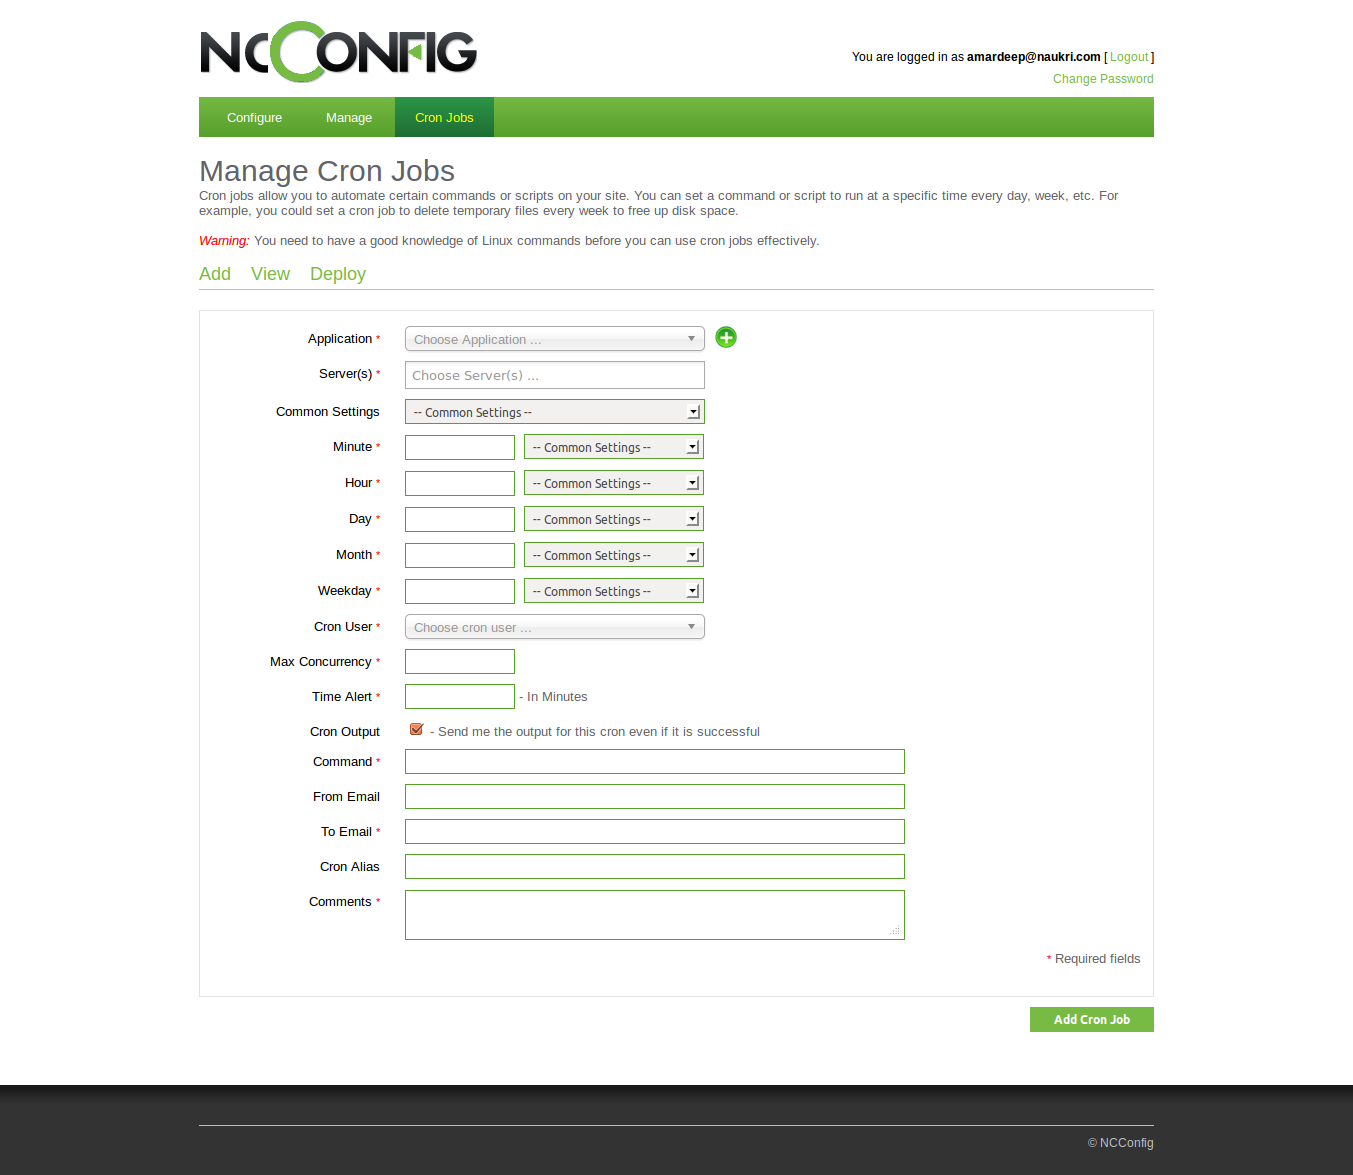 NCCONFIG
You are logged in as amardeep@naukri.com [ Logout ]
Change Password
Configure Manage Cron Jobs
Manage Cron Jobs
Cron jobs allow you to automate certain commands or scripts on your site. You can set a command or script to run at a specific time every day, week, etc. For
example, you could set a cron job to delete temporary files every week to free up disk space.
Warning: You need to have a good knowledge of Linux commands before you can use cron jobs effectively.
Add View Deploy
Application * Choose Application ...
Server(s) * Choose Server(s) ...
Common Settings -- Common Settings --
Minute * -- Common Settings --
Hour * -- Common Settings --
Day * -- Common Settings --
Month * -- Common Settings --
Weekday * -- Common Settings --
Cron User * Choose cron user ...
Max Concurrency *
Time Alert * - In Minutes
Cron Output - Send me the output for this cron even if it is successful
Command *
From Email
To Email *
Cron Alias
Comments *
* Required fields
Add Cron Job
© NCConfig